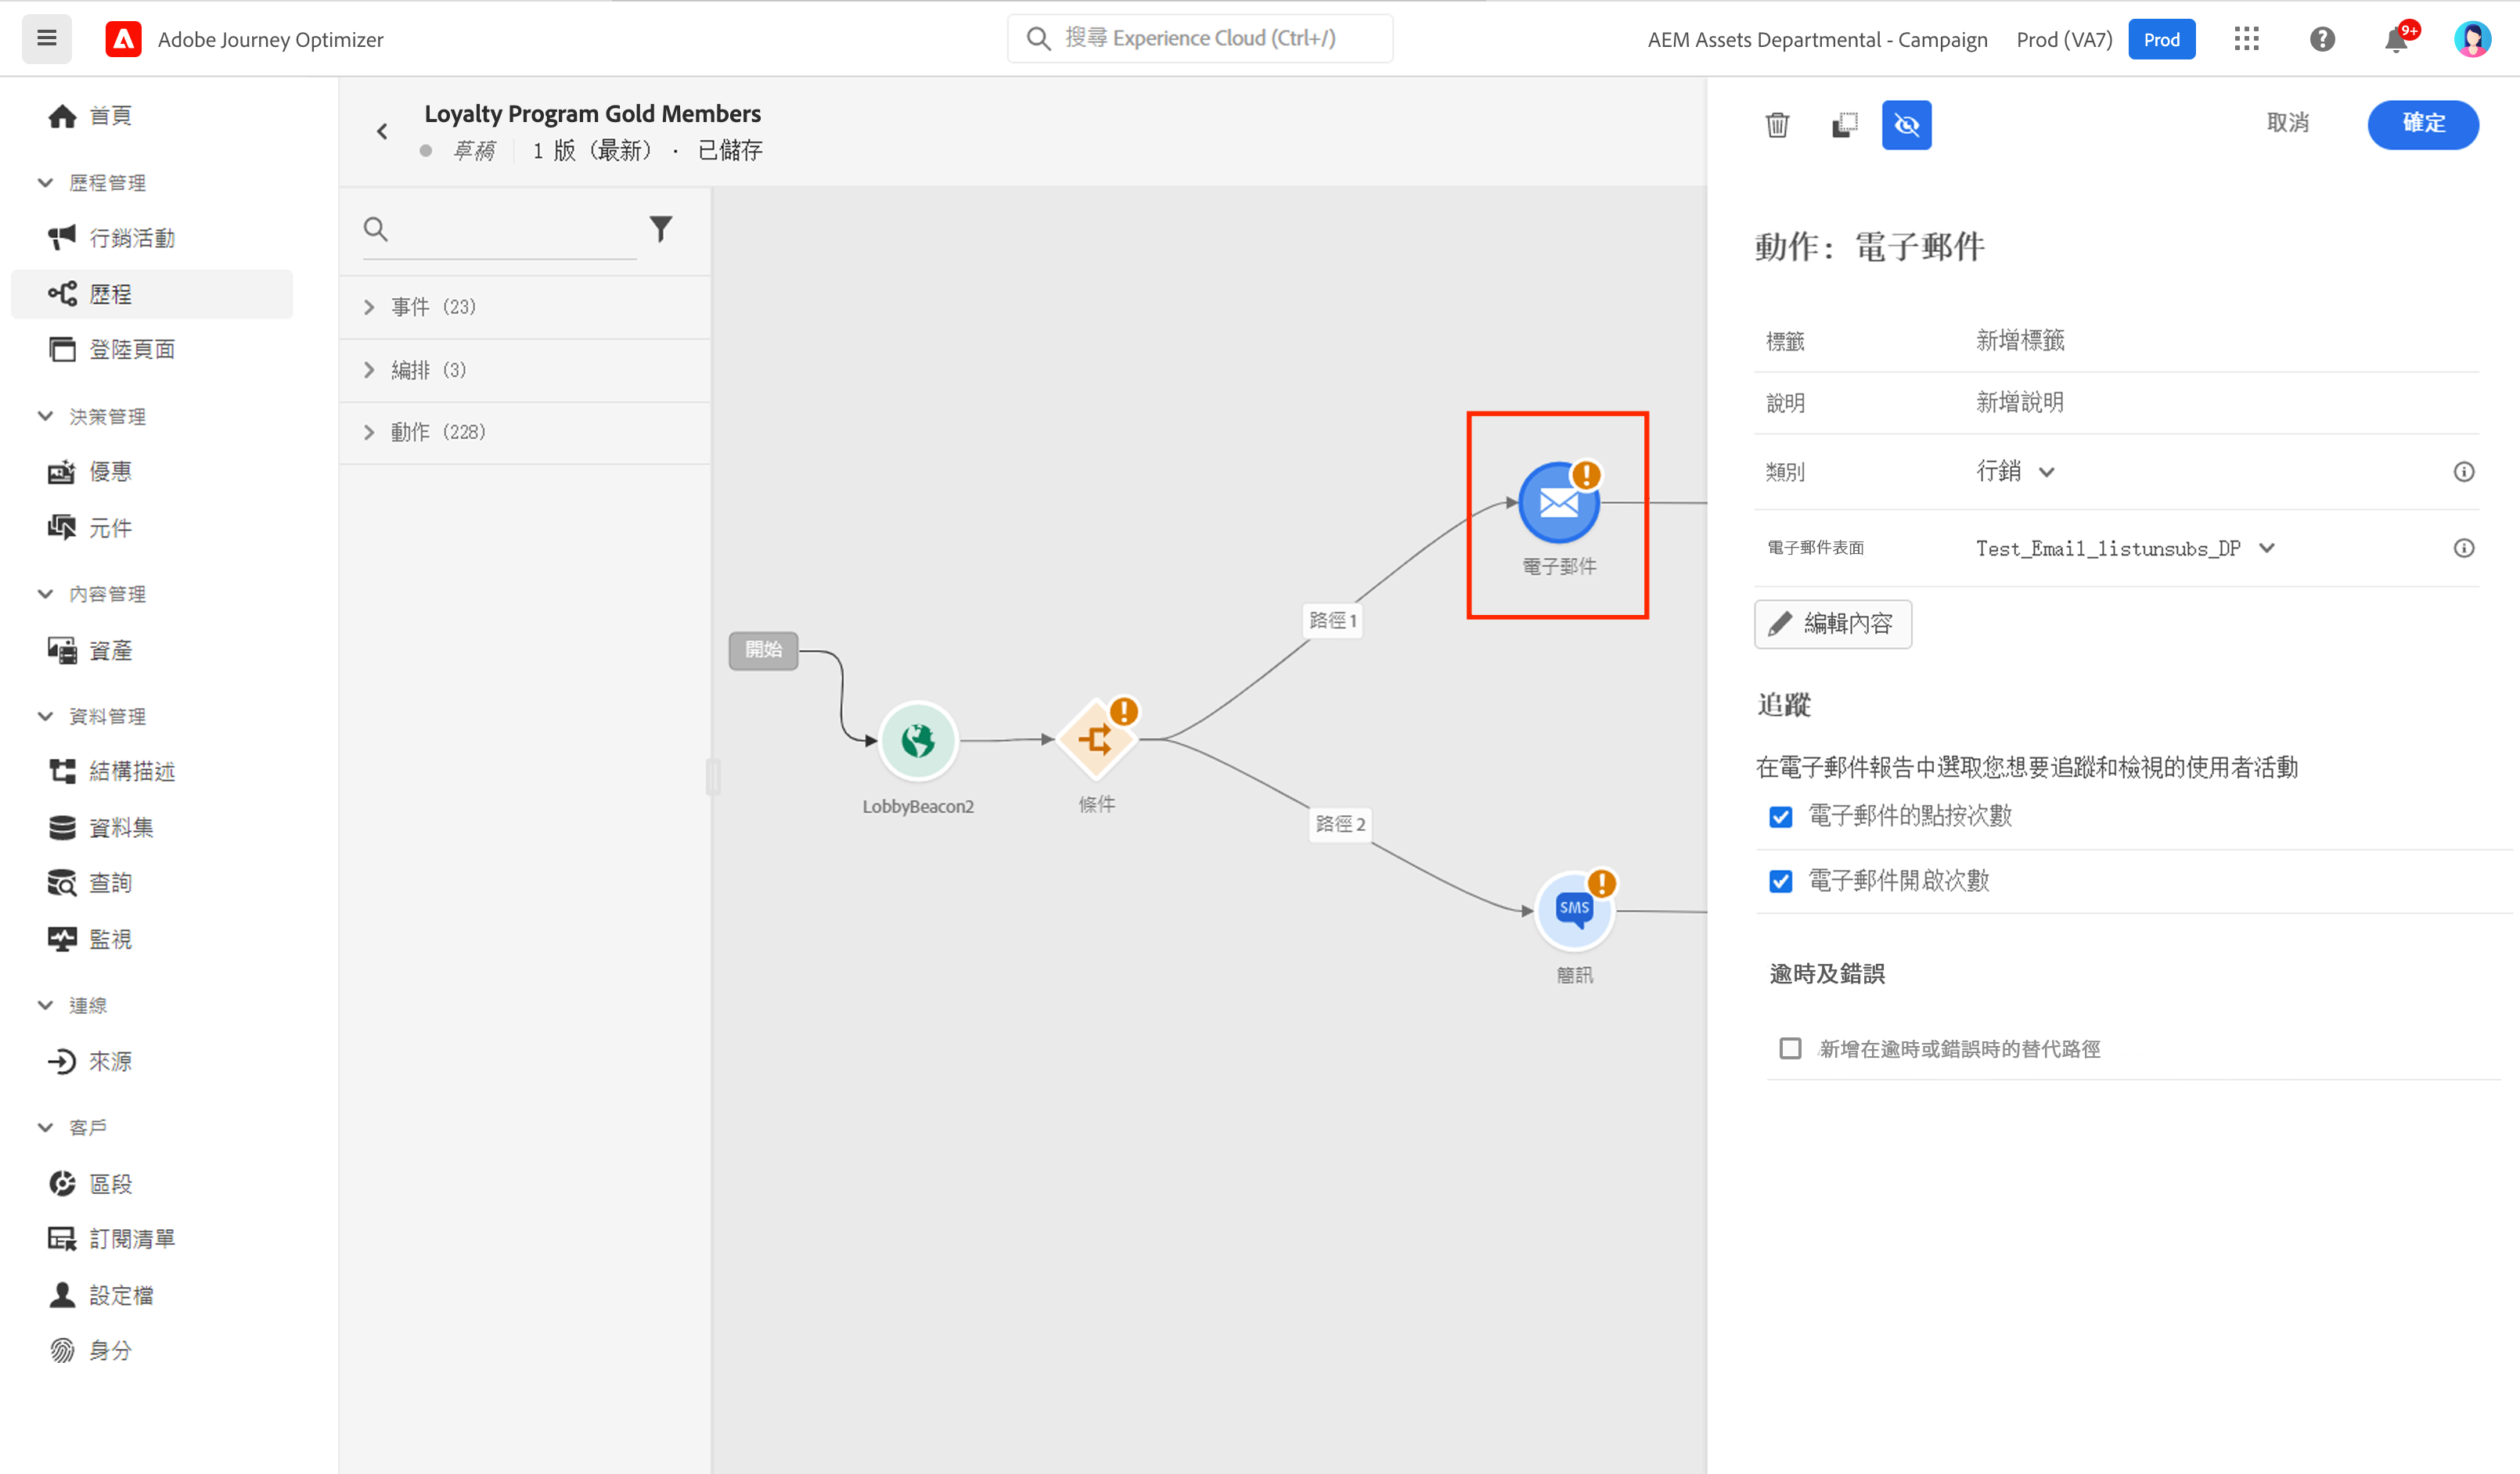 Adobe Journey Optimizer
搜尋 Experience Cloud (Ctrl+/)
AEM Assets Departmental - Campaign
Prod (VA7)
Prod
9+
首頁
歷程管理
行銷活動
歷程
登陸頁面
決策管理
優惠
元件
內容管理
資產
資料管理
結構描述
資料集
查詢
監視
連線
來源
客戶
區段
訂閱清單
設定檔
身分
Loyalty Program Gold Members
草稿 1 版（最新） · 已儲存
事件 (23)
編排 (3)
動作 (228)
開始
LobbyBeacon2
條件
路徑 1
路徑 2
電子郵件
SMS
簡訊
取消
確定
動作：電子郵件
標籤 新增標籤
說明 新增說明
類別 行銷
電子郵件表面 Test_Email_listunsubs_DP
編輯內容
追蹤
在電子郵件報告中選取您想要追蹤和檢視的使用者活動
電子郵件的點按次數
電子郵件開啟次數
逾時及錯誤
新增在逾時或錯誤時的替代路徑